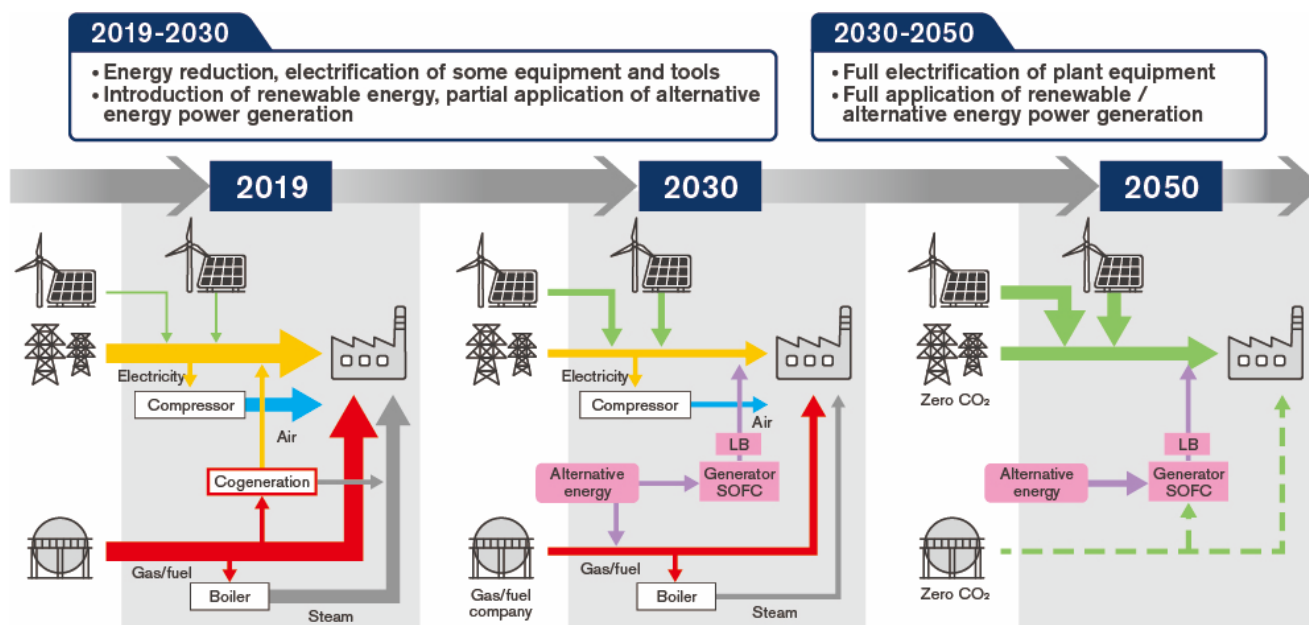 2019-2030
• Energy reduction, electrification of some equipment and tools
• Introduction of renewable energy, partial application of alternative
energy power generation
2030-2050
• Full electrification of plant equipment
• Full application of renewable /
alternative energy power generation
2019
2030
2050
Electricity
Compressor
Air
Cogeneration
Gas/fuel
Boiler
Steam
Electricity
Compressor
Air
LB
Alternative
energy
Generator
SOFC
Gas/fuel
Gas/fuel
company
Boiler
Steam
Zero CO₂
LB
Alternative
energy
Generator
SOFC
Zero CO₂